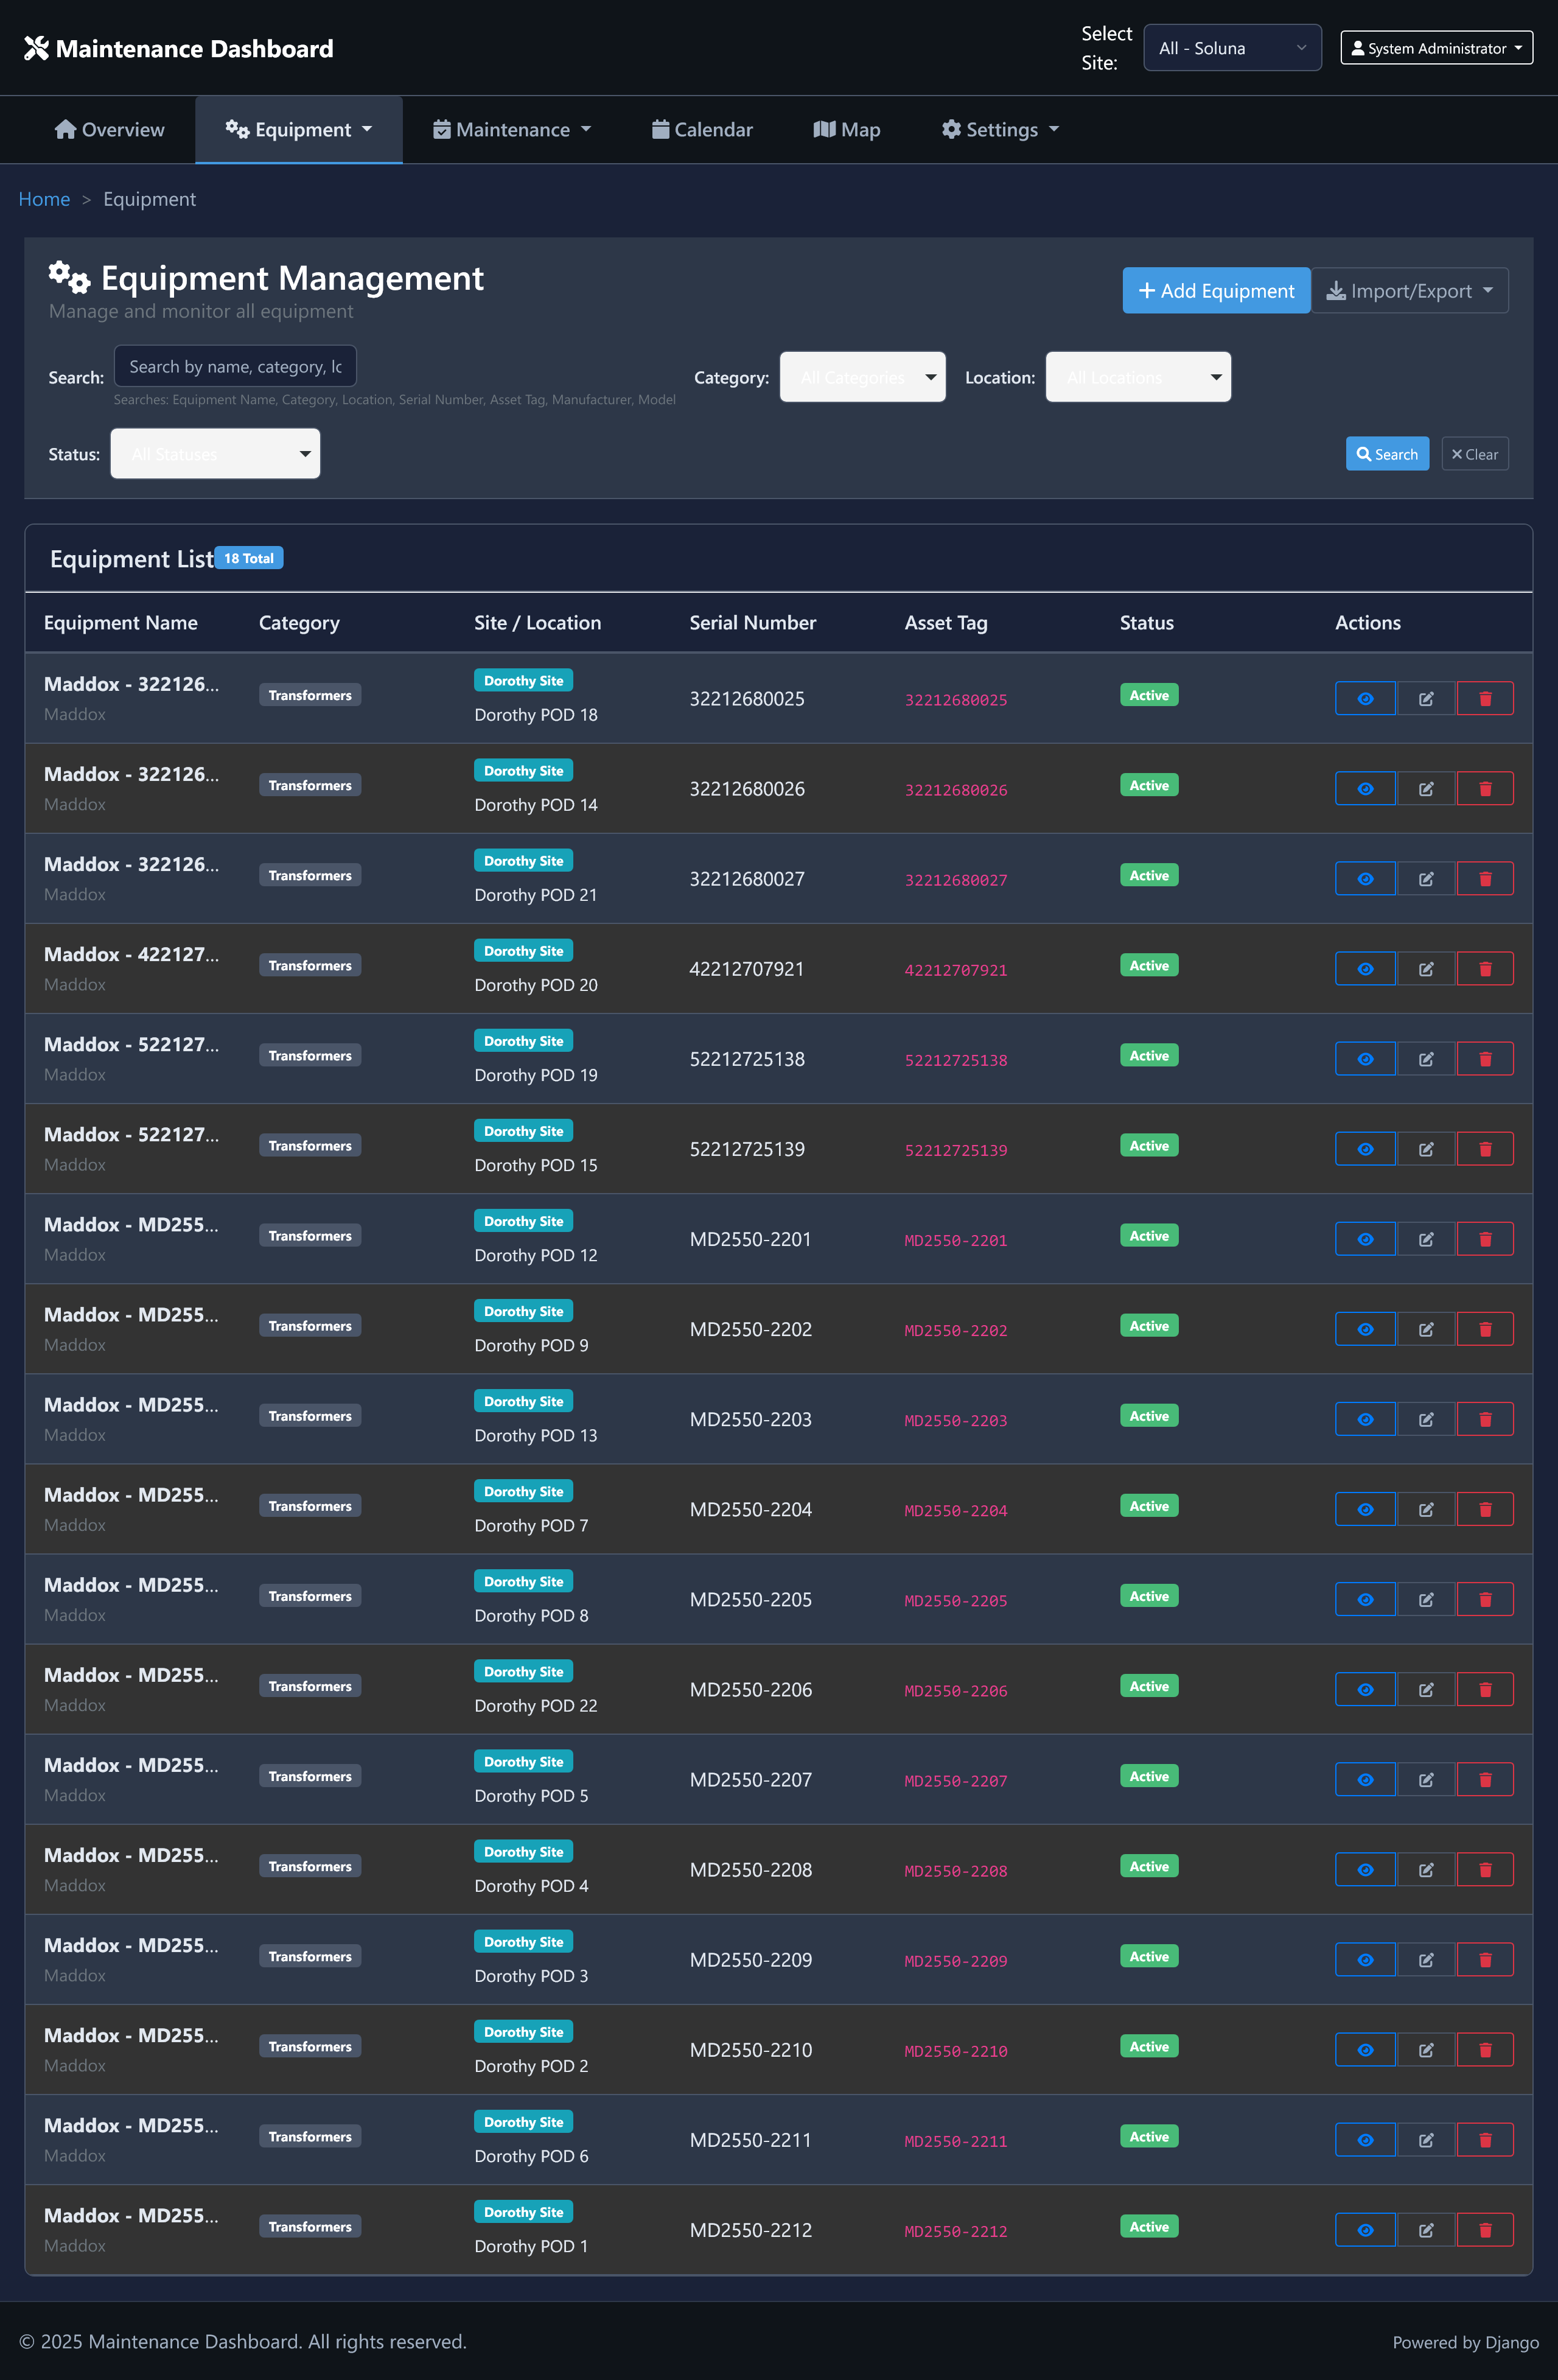 Maintenance Dashboard
Select Site:
All - Soluna
System Administrator
Overview
Equipment
Maintenance
Calendar
Map
Settings
Home > Equipment
Equipment Management
Manage and monitor all equipment
+ Add Equipment
Import/Export
Search:
Search by name, category, lc
Searches: Equipment Name, Category, Location, Serial Number, Asset Tag, Manufacturer, Model
Category:
All Categories
Location:
All Locations
Status:
All Statuses
Search
Clear
Equipment List 18 Total
Equipment Name Category Site / Location Serial Number Asset Tag Status Actions
Maddox - 322126...
Maddox
Transformers
Dorothy Site
Dorothy POD 18
32212680025
32212680025
Active
Maddox - 322126...
Maddox
Transformers
Dorothy Site
Dorothy POD 14
32212680026
32212680026
Active
Maddox - 322126...
Maddox
Transformers
Dorothy Site
Dorothy POD 21
32212680027
32212680027
Active
Maddox - 422127...
Maddox
Transformers
Dorothy Site
Dorothy POD 20
42212707921
42212707921
Active
Maddox - 522127...
Maddox
Transformers
Dorothy Site
Dorothy POD 19
52212725138
52212725138
Active
Maddox - 522127...
Maddox
Transformers
Dorothy Site
Dorothy POD 15
52212725139
52212725139
Active
Maddox - MD255...
Maddox
Transformers
Dorothy Site
Dorothy POD 12
MD2550-2201
MD2550-2201
Active
Maddox - MD255...
Maddox
Transformers
Dorothy Site
Dorothy POD 9
MD2550-2202
MD2550-2202
Active
Maddox - MD255...
Maddox
Transformers
Dorothy Site
Dorothy POD 13
MD2550-2203
MD2550-2203
Active
Maddox - MD255...
Maddox
Transformers
Dorothy Site
Dorothy POD 7
MD2550-2204
MD2550-2204
Active
Maddox - MD255...
Maddox
Transformers
Dorothy Site
Dorothy POD 8
MD2550-2205
MD2550-2205
Active
Maddox - MD255...
Maddox
Transformers
Dorothy Site
Dorothy POD 22
MD2550-2206
MD2550-2206
Active
Maddox - MD255...
Maddox
Transformers
Dorothy Site
Dorothy POD 5
MD2550-2207
MD2550-2207
Active
Maddox - MD255...
Maddox
Transformers
Dorothy Site
Dorothy POD 4
MD2550-2208
MD2550-2208
Active
Maddox - MD255...
Maddox
Transformers
Dorothy Site
Dorothy POD 3
MD2550-2209
MD2550-2209
Active
Maddox - MD255...
Maddox
Transformers
Dorothy Site
Dorothy POD 2
MD2550-2210
MD2550-2210
Active
Maddox - MD255...
Maddox
Transformers
Dorothy Site
Dorothy POD 6
MD2550-2211
MD2550-2211
Active
Maddox - MD255...
Maddox
Transformers
Dorothy Site
Dorothy POD 1
MD2550-2212
MD2550-2212
Active
© 2025 Maintenance Dashboard. All rights reserved.
Powered by Django